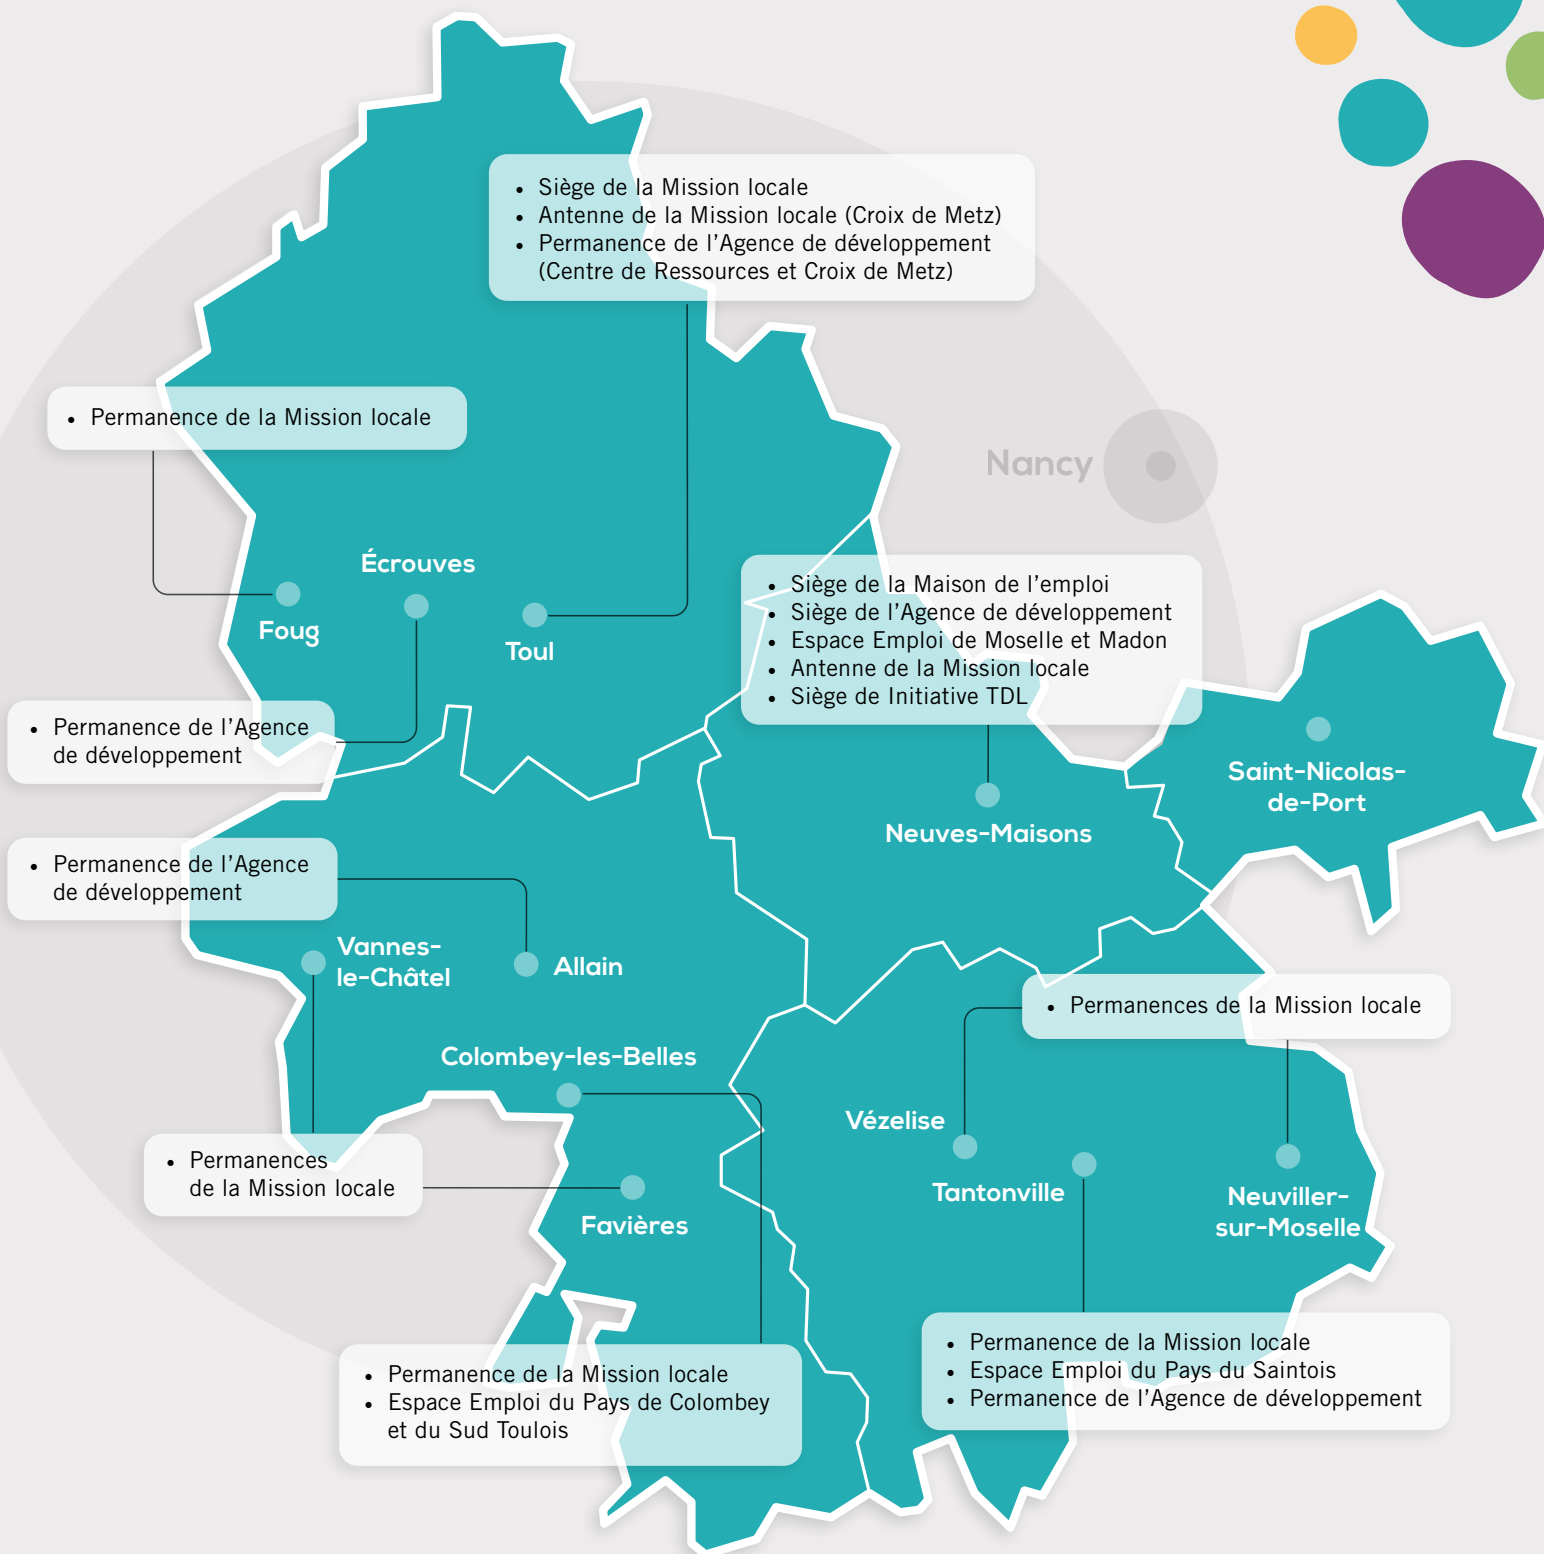 • Siège de la Mission locale
• Antenne de la Mission locale (Croix de Metz)
• Permanence de l'Agence de développement
(Centre de Ressources et Croix de Metz)
• Permanence de la Mission locale
Nancy
Écrouves
Foug
Toul
• Siège de la Maison de l'emploi
• Siège de l'Agence de développement
• Espace Emploi de Moselle et Madon
• Antenne de la Mission locale
• Siège de Initiative TDL
• Permanence de l'Agence
de développement
Saint-Nicolas-
de-Port
Neuves-Maisons
• Permanence de l'Agence
de développement
Vannes-
le-Châtel
Allain
• Permanences de la Mission locale
Colombey-les-Belles
Vézelise
• Permanences
de la Mission locale
Tantonville
Neuviller-
sur-Moselle
Favières
• Permanence de la Mission locale
• Espace Emploi du Pays de Colombey
et du Sud Toulois
• Permanence de la Mission locale
• Espace Emploi du Pays du Saintois
• Permanence de l'Agence de développement